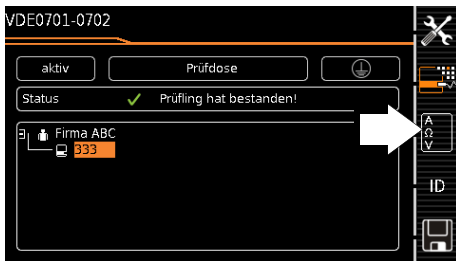 VDE0701-0702
aktiv
Prüfdose
Status
Prüfling hat bestanden!
Firma ABC
333
A
Ω
V
ID